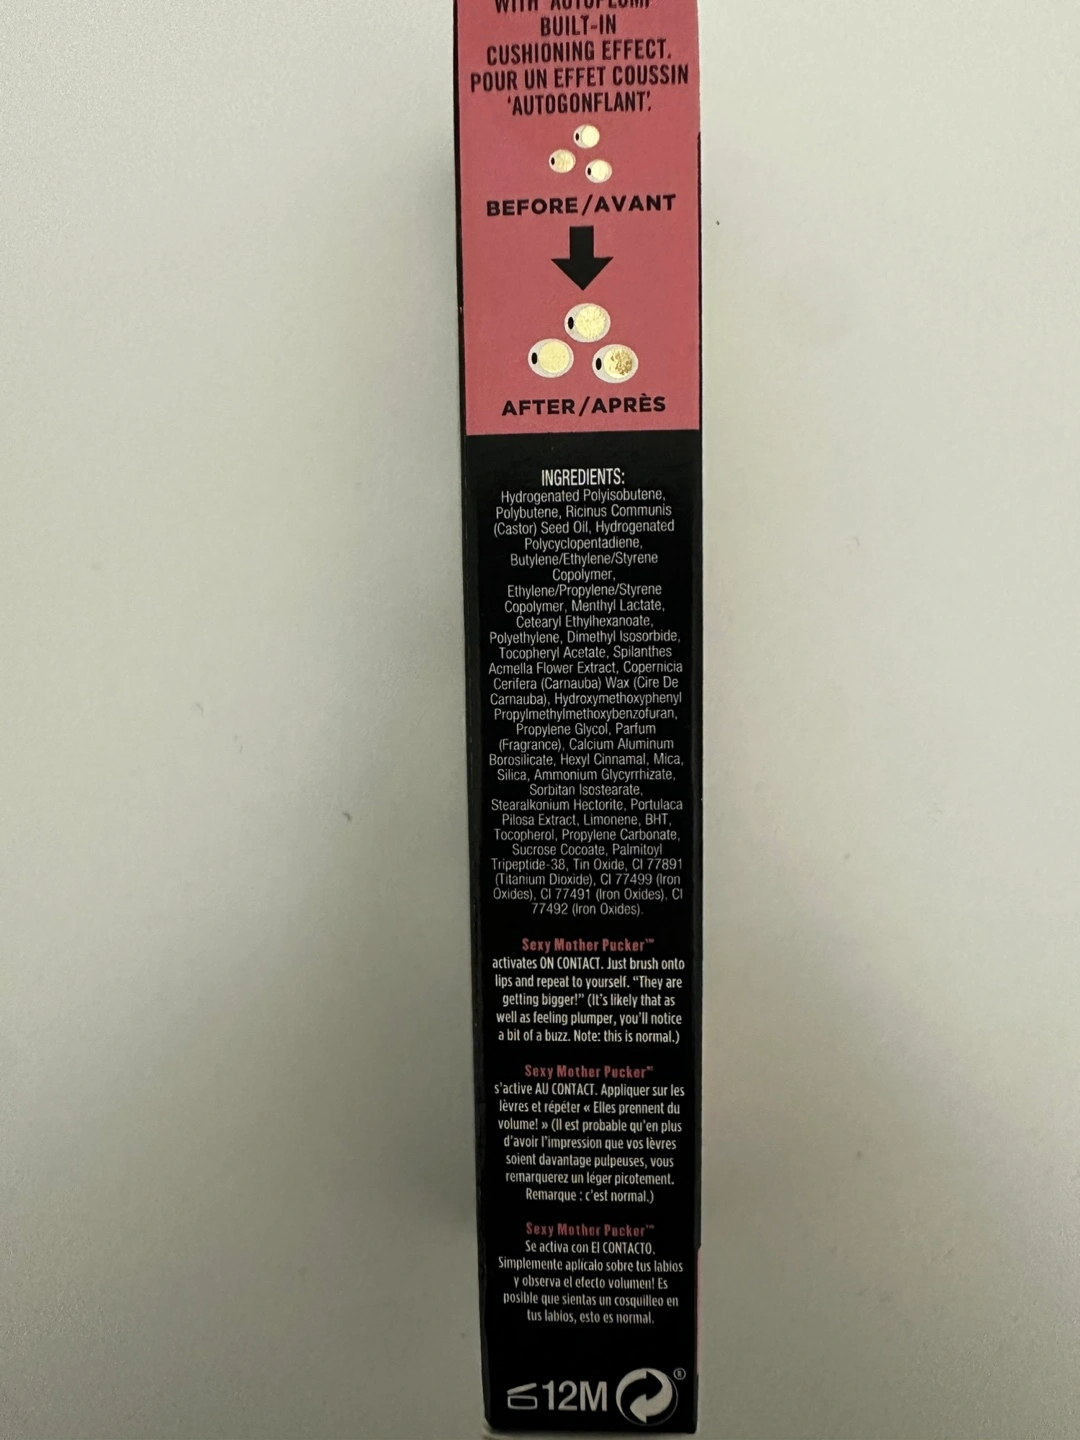 WITH 'AUTOPLUMP'
BUILT-IN
CUSHIONING EFFECT.
POUR UN EFFET COUSSIN
'AUTOGONFLANT'.
BEFORE/AVANT
AFTER/APRÈS
INGREDIENTS:
Hydrogenated Polyisobutene,
Polybutene, Ricinus Communis
(Castor) Seed Oil, Hydrogenated
Polycyclopentadiene,
Butylene/Ethylene/Styrene
Copolymer,
Ethylene/Propylene/Styrene
Copolymer, Menthyl Lactate,
Cetearyl Ethylhexanoate,
Polyethylene, Dimethyl Isosorbide,
Tocopheryl Acetate, Spilanthes
Acmella Flower Extract, Copernicia
Cerifera (Carnauba) Wax (Cire De
Carnauba), Hydroxymethoxyphenyl
Propylmethylmethoxybenzofuran,
Propylene Glycol, Parfum
(Fragrance), Calcium Aluminum
Borosilicate, Hexyl Cinnamal, Mica,
Silica, Ammonium Glycyrrhizate,
Sorbitan Isostearate,
Stearalkonium Hectorite, Portulaca
Pilosa Extract, Limonene, BHT,
Tocopherol, Propylene Carbonate,
Sucrose Cocoate, Palmitoyl
Tripeptide-38, Tin Oxide, CI 77891
(Titanium Dioxide), CI 77499 (Iron
Oxides), CI 77491 (Iron Oxides), CI
77492 (Iron Oxides).
Sexy Mother Pucker™
activates ON CONTACT. Just brush onto
lips and repeat to yourself. “They are
getting bigger!” (It's likely that as
well as feeling plumper, you'll notice
a bit of a buzz. Note: this is normal.)
Sexy Mother Pucker™
s'active AU CONTACT. Appliquer sur les
lèvres et répéter « Elles prennent du
volume! » (Il est probable qu'en plus
d'avoir l'impression que vos lèvres
soient davantage pulpeuses, vous
remarquerez un léger picotement.
Remarque : c'est normal.)
Sexy Mother Pucker™
Se activa con El CONTACTO.
Simplemente aplícalo sobre tus labios
y observa el efecto volumen! Es
posible que sientas un cosquilleo en
tus labios, esto es normal.
12M ®